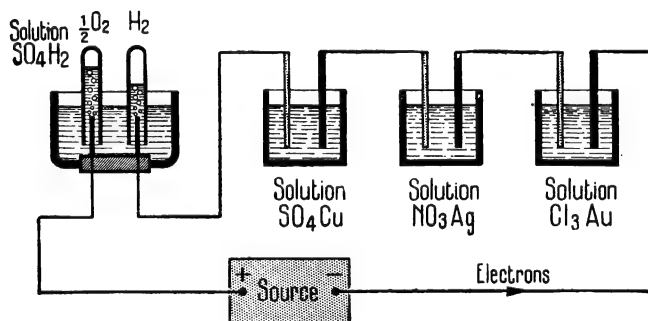 Solution
SO₄H₂
½O₂
H₂
Solution
SO₄Cu
Solution
NO₃Ag
Solution
Cl₃Au
+ Source −
Electrons